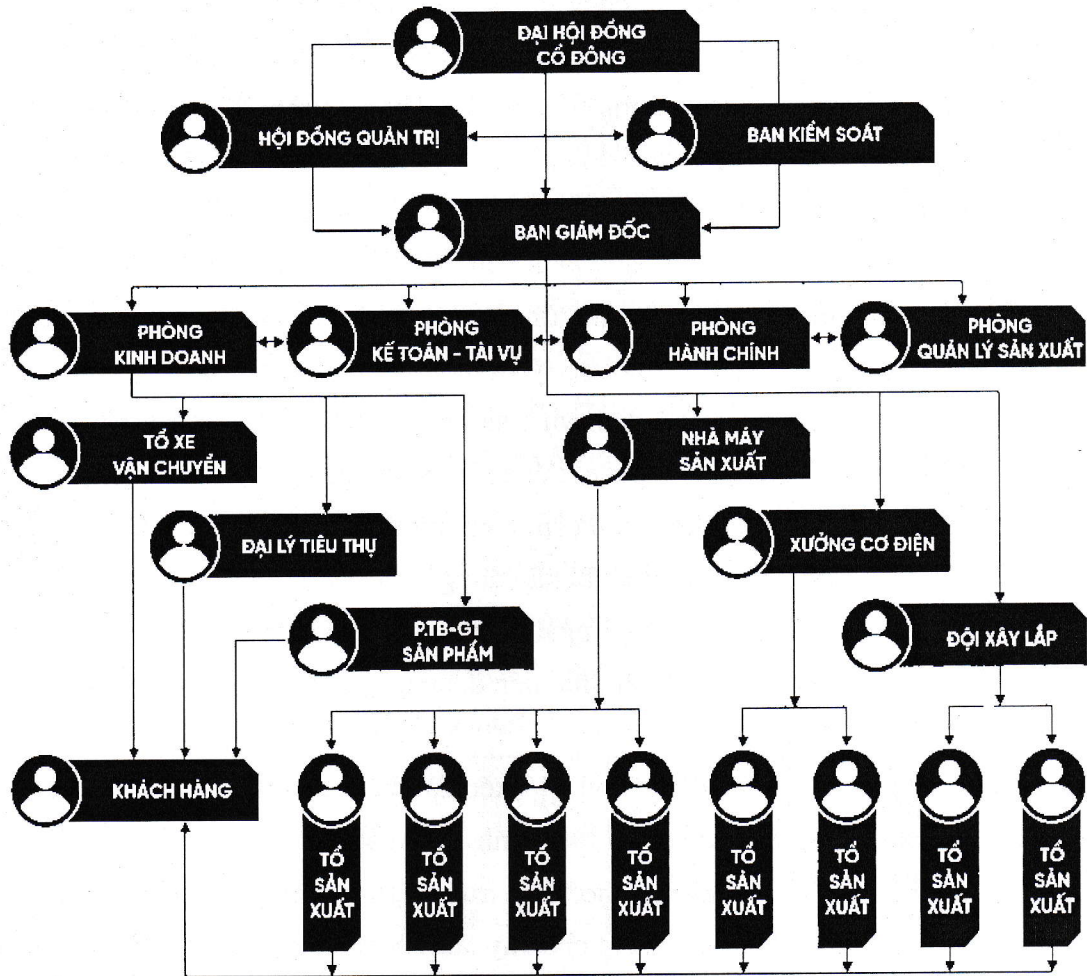 ĐẠI HỘI ĐỒNG
CỔ ĐÔNG
HỘI ĐỒNG QUẢN TRỊ
BAN KIỂM SOÁT
BAN GIÁM ĐỐC
PHÒNG
KINH DOANH
PHÒNG
KẾ TOÁN - TÀI VỤ
PHÒNG
HÀNH CHÍNH
PHÒNG
QUẢN LÝ SẢN XUẤT
TỔ XE
VẬN CHUYỂN
NHÀ MÁY
SẢN XUẤT
ĐẠI LÝ TIÊU THỤ
XƯỞNG CƠ ĐIỆN
P.TB-GT
SẢN PHẨM
ĐỘI XÂY LẮP
KHÁCH HÀNG
TỔ
SẢN
XUẤT
TỔ
SẢN
XUẤT
TỔ
SẢN
XUẤT
TỔ
SẢN
XUẤT
TỔ
SẢN
XUẤT
TỔ
SẢN
XUẤT
TỔ
SẢN
XUẤT
TỔ
SẢN
XUẤT